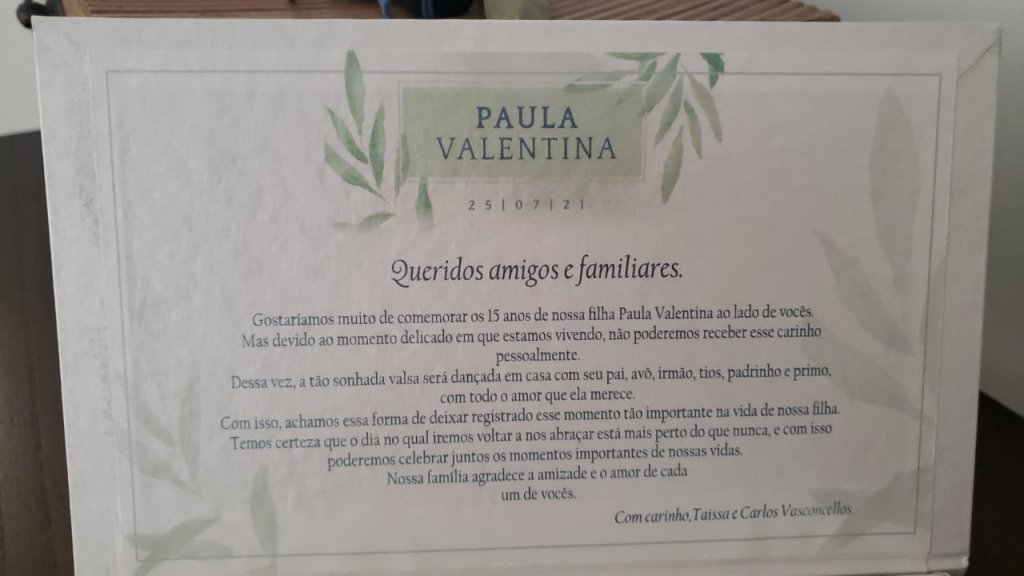 PAULA
VALENTINA
25|07|21
Queridos amigos e familiares.
Gostaríamos muito de comemorar os 15 anos de nossa filha Paula Valentina ao lado de vocês.
Mas devido ao momento delicado em que estamos vivendo, não poderemos receber esse carinho
pessoalmente.
Dessa vez, a tão sonhada valsa será dançada em casa com seu pai, avô, irmão, tios, padrinho e primo,
com todo o amor que ela merece.
Com isso, achamos essa forma de deixar registrado esse momento tão importante na vida de nossa filha.
Temos certeza que o dia no qual iremos voltar a nos abraçar está mais perto do que nunca, e com isso
poderemos celebrar juntos os momentos importantes de nossas vidas.
Nossa família agradece a amizade e o amor de cada
um de vocês.
Com carinho,Taissa e Carlos Vasconcellos